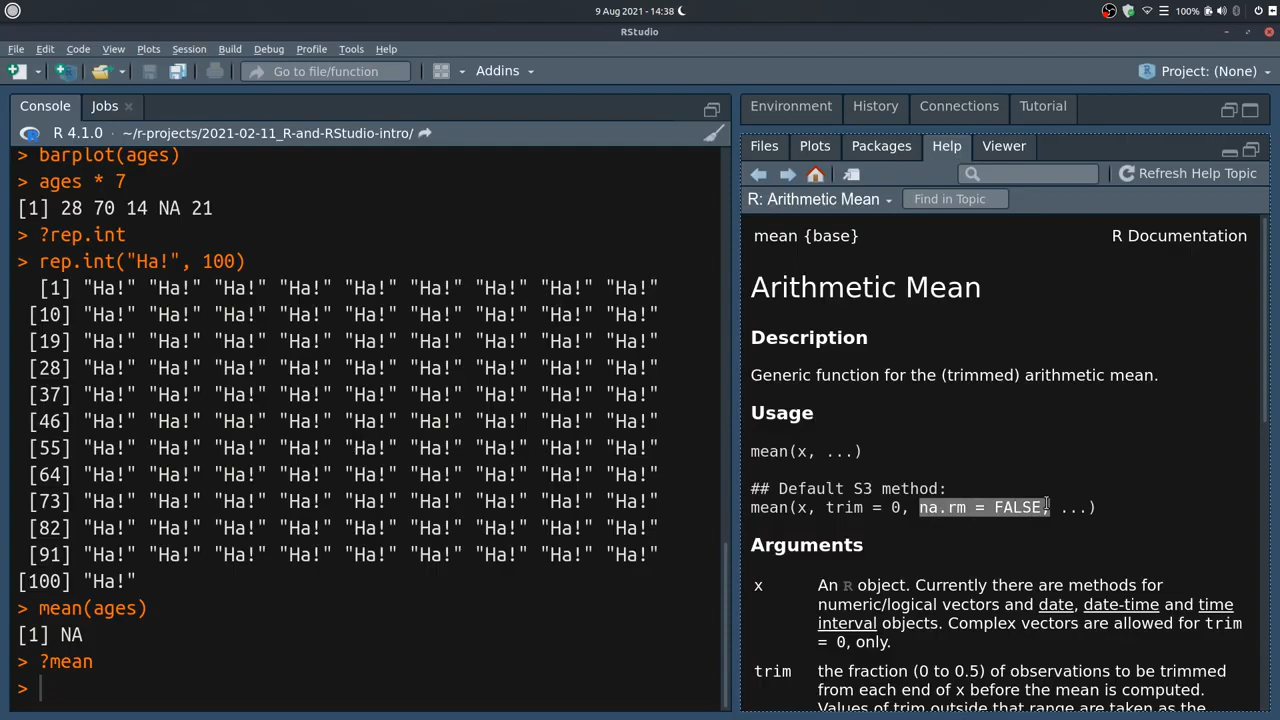 9 Aug 2021 - 14:38
100%
RStudio
File Edit Code View Plots Session Build Debug Profile Tools Help
Go to file/function
Addins
Project: (None)
Console Jobs
R 4.1.0 · ~/r-projects/2021-02-11_R-and-RStudio-intro/
> barplot(ages)
> ages * 7
[1] 28 70 14 NA 21
> ?rep.int
> rep.int("Ha!", 100)
[1] "Ha!" "Ha!" "Ha!" "Ha!" "Ha!" "Ha!" "Ha!" "Ha!" "Ha!"
[10] "Ha!" "Ha!" "Ha!" "Ha!" "Ha!" "Ha!" "Ha!" "Ha!" "Ha!"
[19] "Ha!" "Ha!" "Ha!" "Ha!" "Ha!" "Ha!" "Ha!" "Ha!" "Ha!"
[28] "Ha!" "Ha!" "Ha!" "Ha!" "Ha!" "Ha!" "Ha!" "Ha!" "Ha!"
[37] "Ha!" "Ha!" "Ha!" "Ha!" "Ha!" "Ha!" "Ha!" "Ha!" "Ha!"
[46] "Ha!" "Ha!" "Ha!" "Ha!" "Ha!" "Ha!" "Ha!" "Ha!" "Ha!"
[55] "Ha!" "Ha!" "Ha!" "Ha!" "Ha!" "Ha!" "Ha!" "Ha!" "Ha!"
[64] "Ha!" "Ha!" "Ha!" "Ha!" "Ha!" "Ha!" "Ha!" "Ha!" "Ha!"
[73] "Ha!" "Ha!" "Ha!" "Ha!" "Ha!" "Ha!" "Ha!" "Ha!" "Ha!"
[82] "Ha!" "Ha!" "Ha!" "Ha!" "Ha!" "Ha!" "Ha!" "Ha!" "Ha!"
[91] "Ha!" "Ha!" "Ha!" "Ha!" "Ha!" "Ha!" "Ha!" "Ha!" "Ha!"
[100] "Ha!"
> mean(ages)
[1] NA
> ?mean
>
Environment History Connections Tutorial
Files Plots Packages Help Viewer
Refresh Help Topic
R: Arithmetic Mean
Find in Topic
mean {base} R Documentation
Arithmetic Mean
Description
Generic function for the (trimmed) arithmetic mean.
Usage
mean(x, ...)
## Default S3 method:
mean(x, trim = 0, na.rm = FALSE, ...)
Arguments
x An R object. Currently there are methods for
numeric/logical vectors and date, date-time and time
interval objects. Complex vectors are allowed for trim
= 0, only.
trim the fraction (0 to 0.5) of observations to be trimmed
from each end of x before the mean is computed.
Values of trim outside that range are taken as the